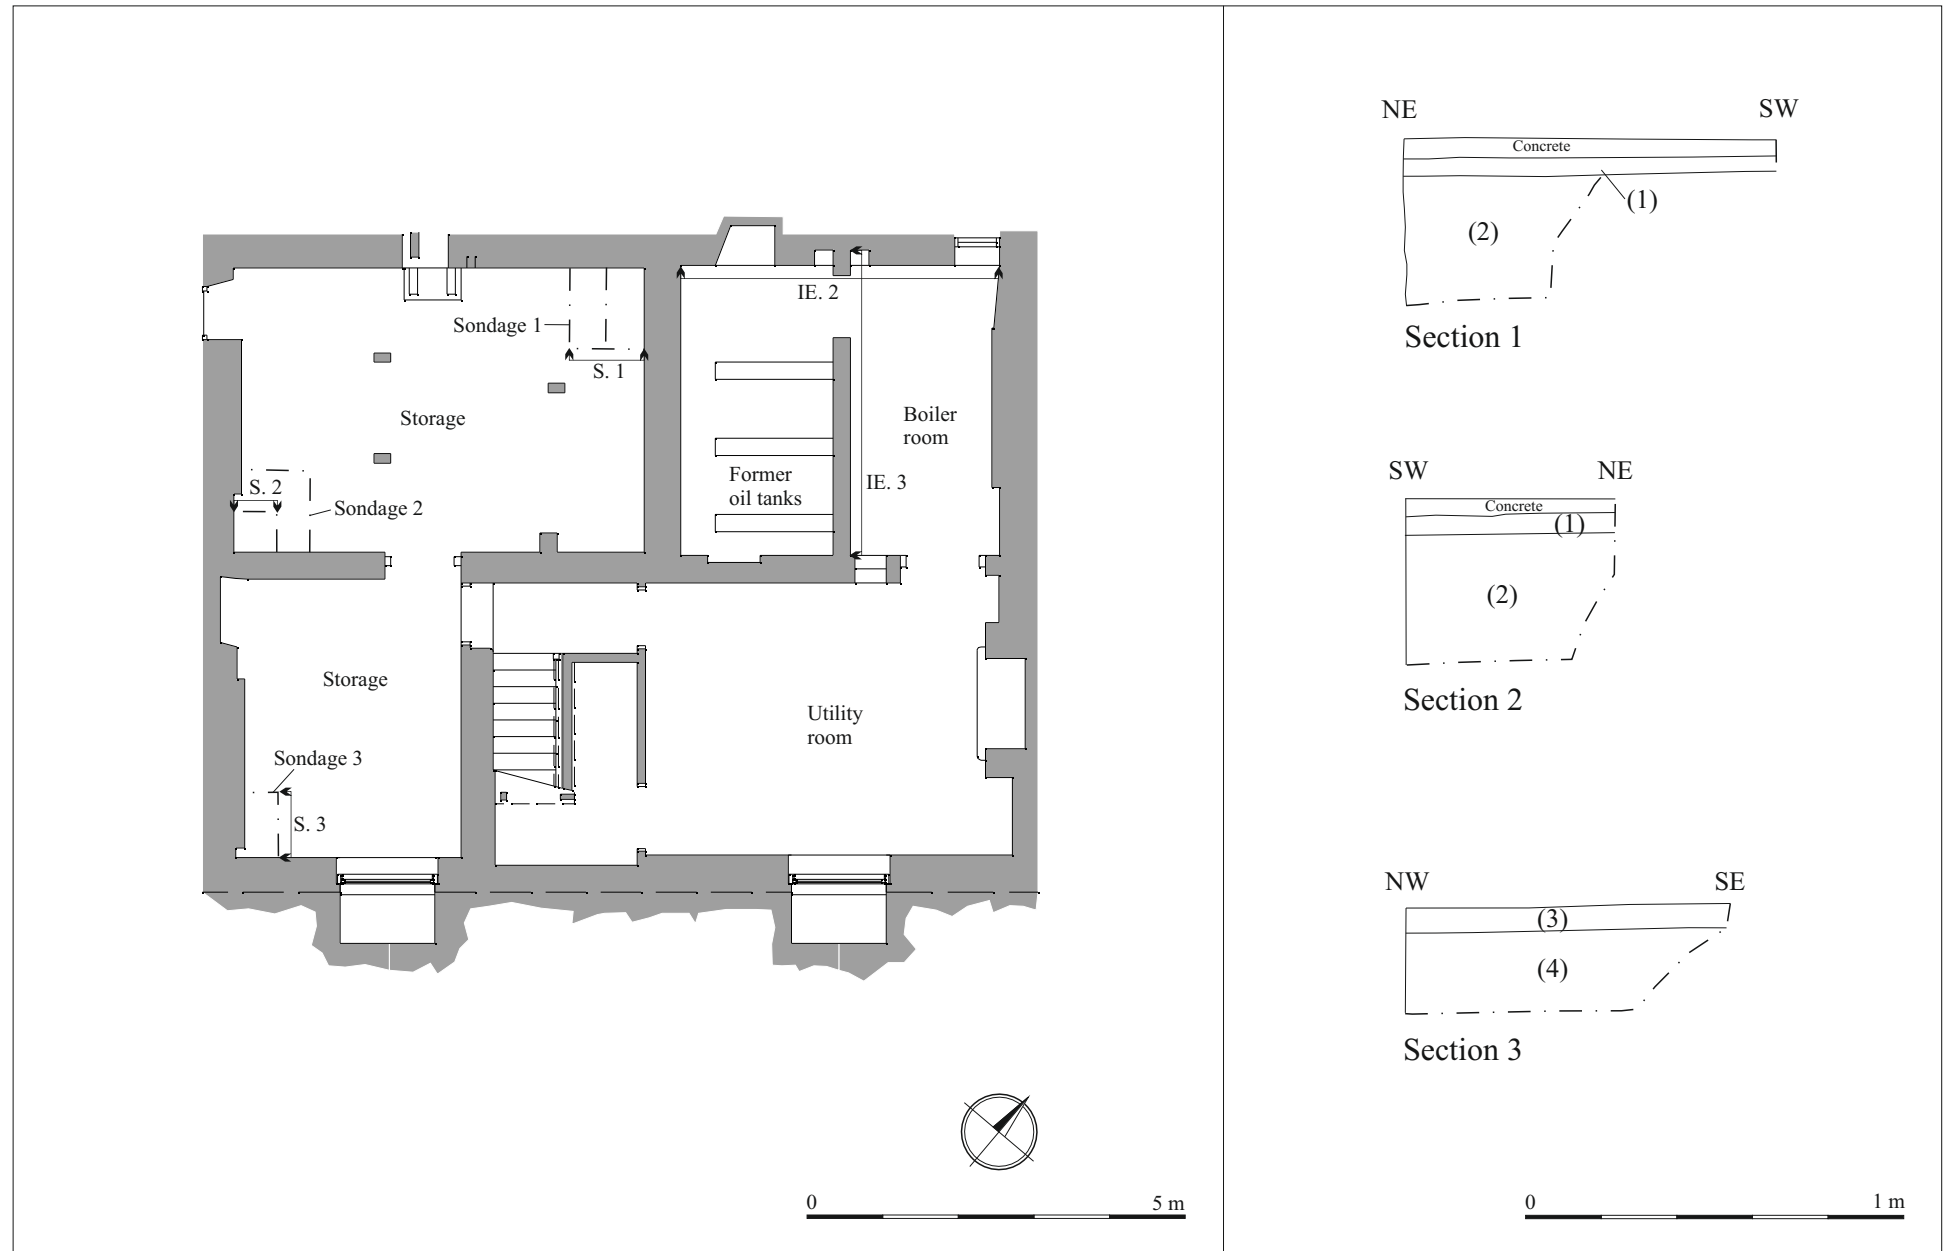 IE. 2
Sondage 1
S. 1
Storage
Boiler
room
Former
oil tanks
IE. 3
S. 2
Sondage 2
Storage
Utility
room
Sondage 3
S. 3
0
5 m
NE
SW
Concrete
(1)
(2)
Section 1
SW
NE
Concrete
(1)
(2)
Section 2
NW
SE
(3)
(4)
Section 3
0
1 m